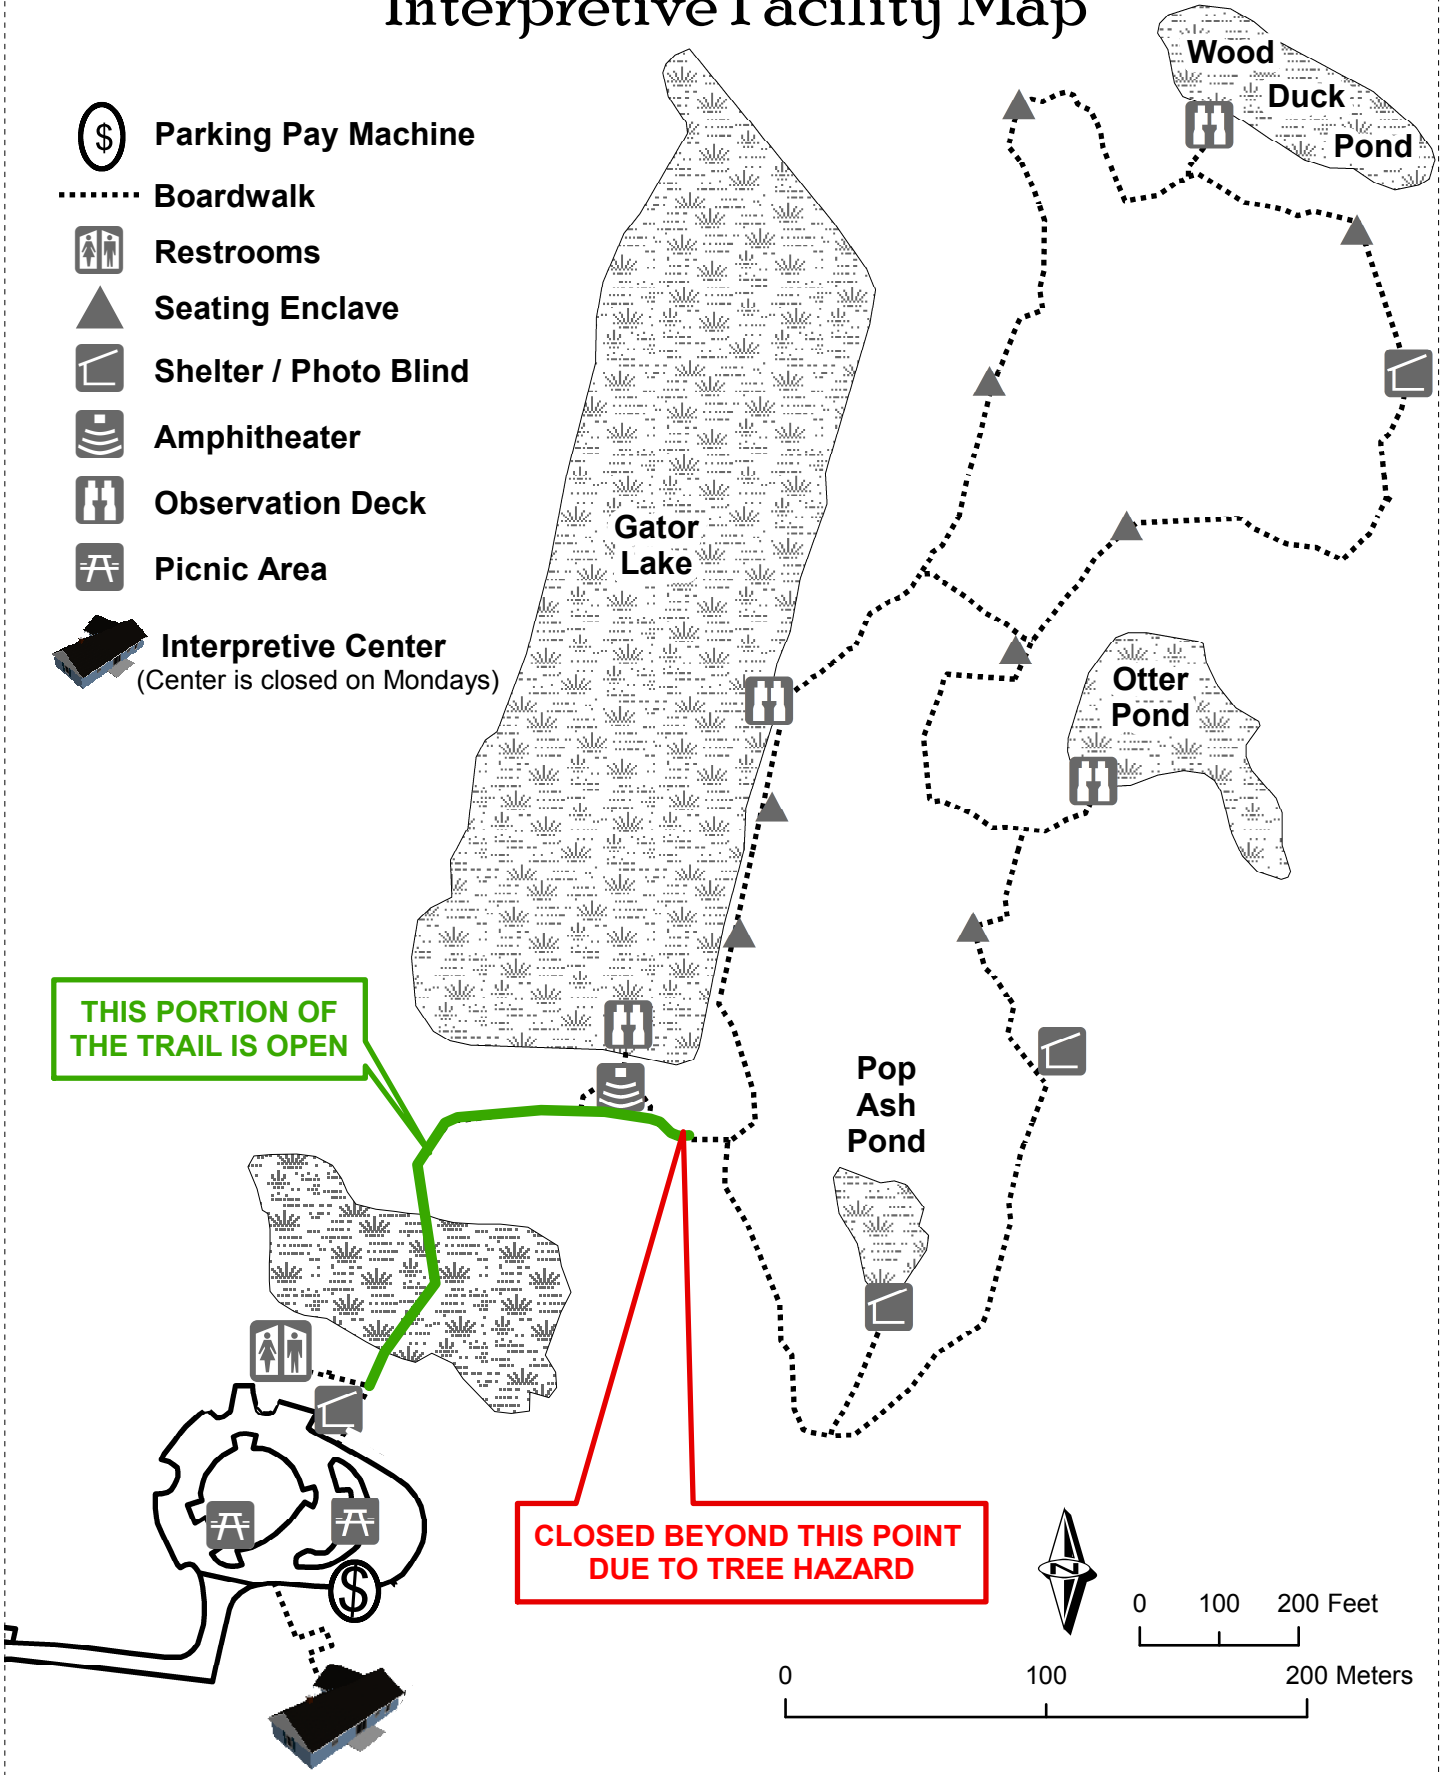 Interpretive Facility Map
$
Parking Pay Machine
Boardwalk
Restrooms
Seating Enclave
Shelter / Photo Blind
Amphitheater
Observation Deck
Picnic Area
Interpretive Center
(Center is closed on Mondays)
Wood
Duck
Pond
Gator
Lake
Otter
Pond
THIS PORTION OF
THE TRAIL IS OPEN
Pop
Ash
Pond
CLOSED BEYOND THIS POINT
DUE TO TREE HAZARD
$
N
0 100 200 Feet
0 100 200 Meters